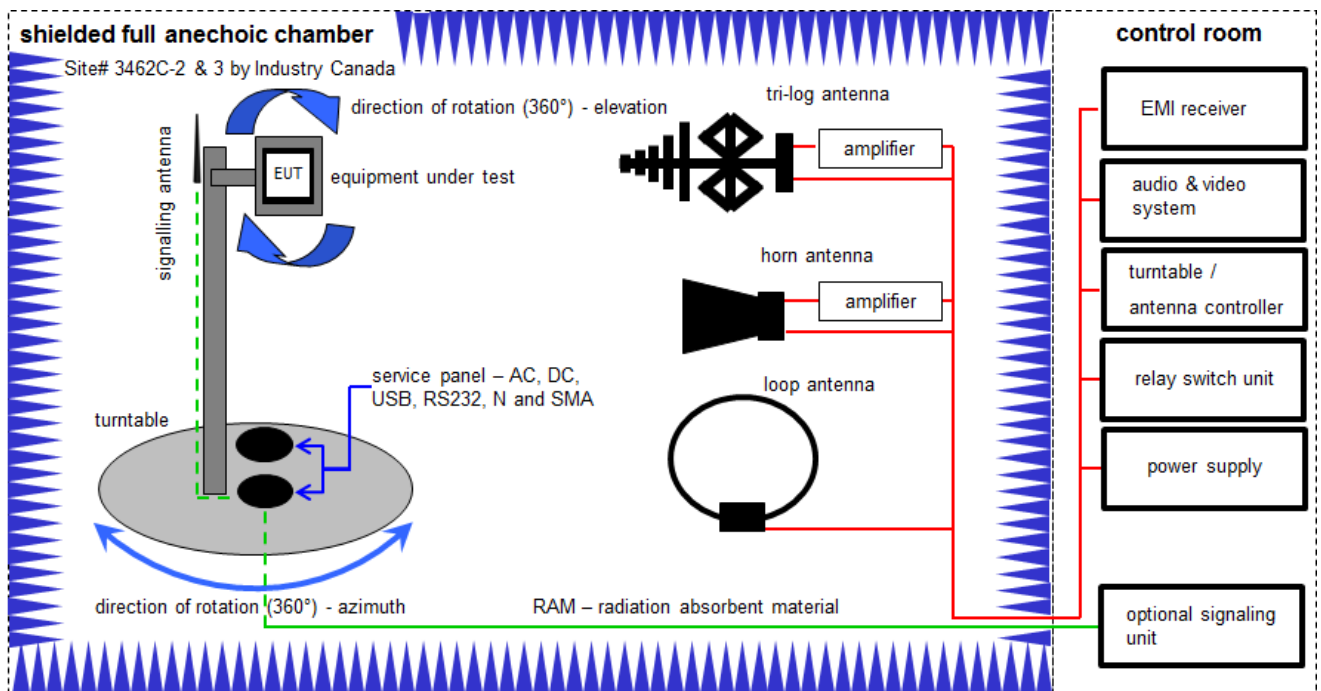 shielded full anechoic chamber
Site# 3462C-2 & 3 by Industry Canada
direction of rotation (360°) - elevation
signalling antenna
EUT
equipment under test
tri-log antenna
amplifier
horn antenna
amplifier
loop antenna
service panel – AC, DC,
USB, RS232, N and SMA
turntable
direction of rotation (360°) - azimuth
RAM – radiation absorbent material
control room
EMI receiver
audio & video
system
turntable /
antenna controller
relay switch unit
power supply
optional signaling
unit